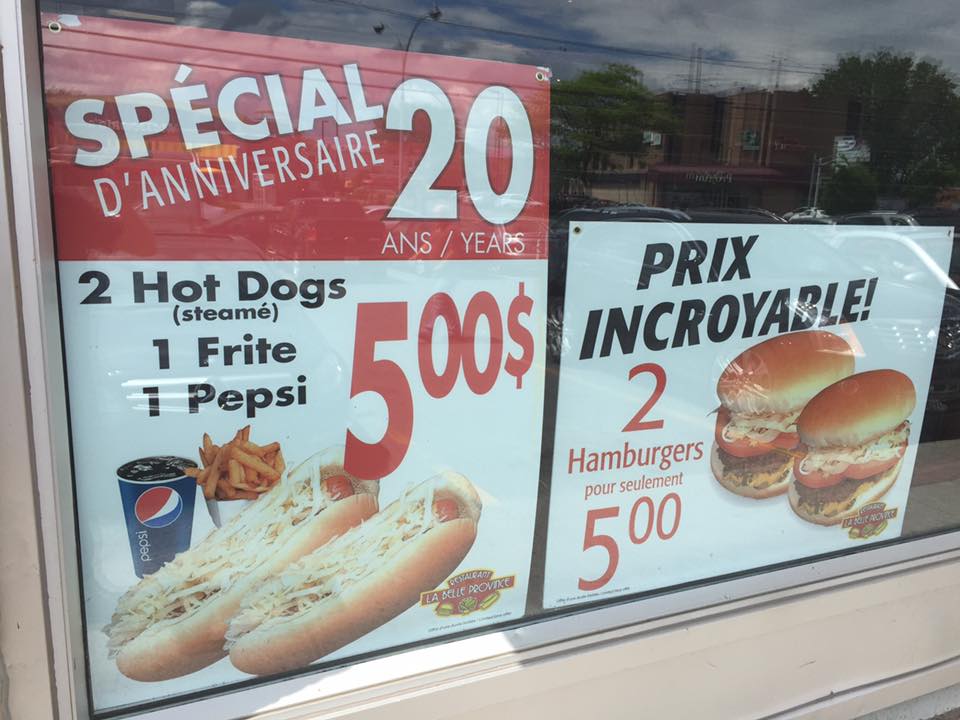 SPÉCIAL
D'ANNIVERSAIRE
20
ANS / YEARS
2 Hot Dogs
(steamé)
1 Frite
1 Pepsi
5.00$
pepsi
RESTAURANT
LA BELLE PROVINCE
PRIX
INCROYABLE!
2
Hamburgers
pour seulement
5.00
RESTAURANT
LA BELLE PROVINCE